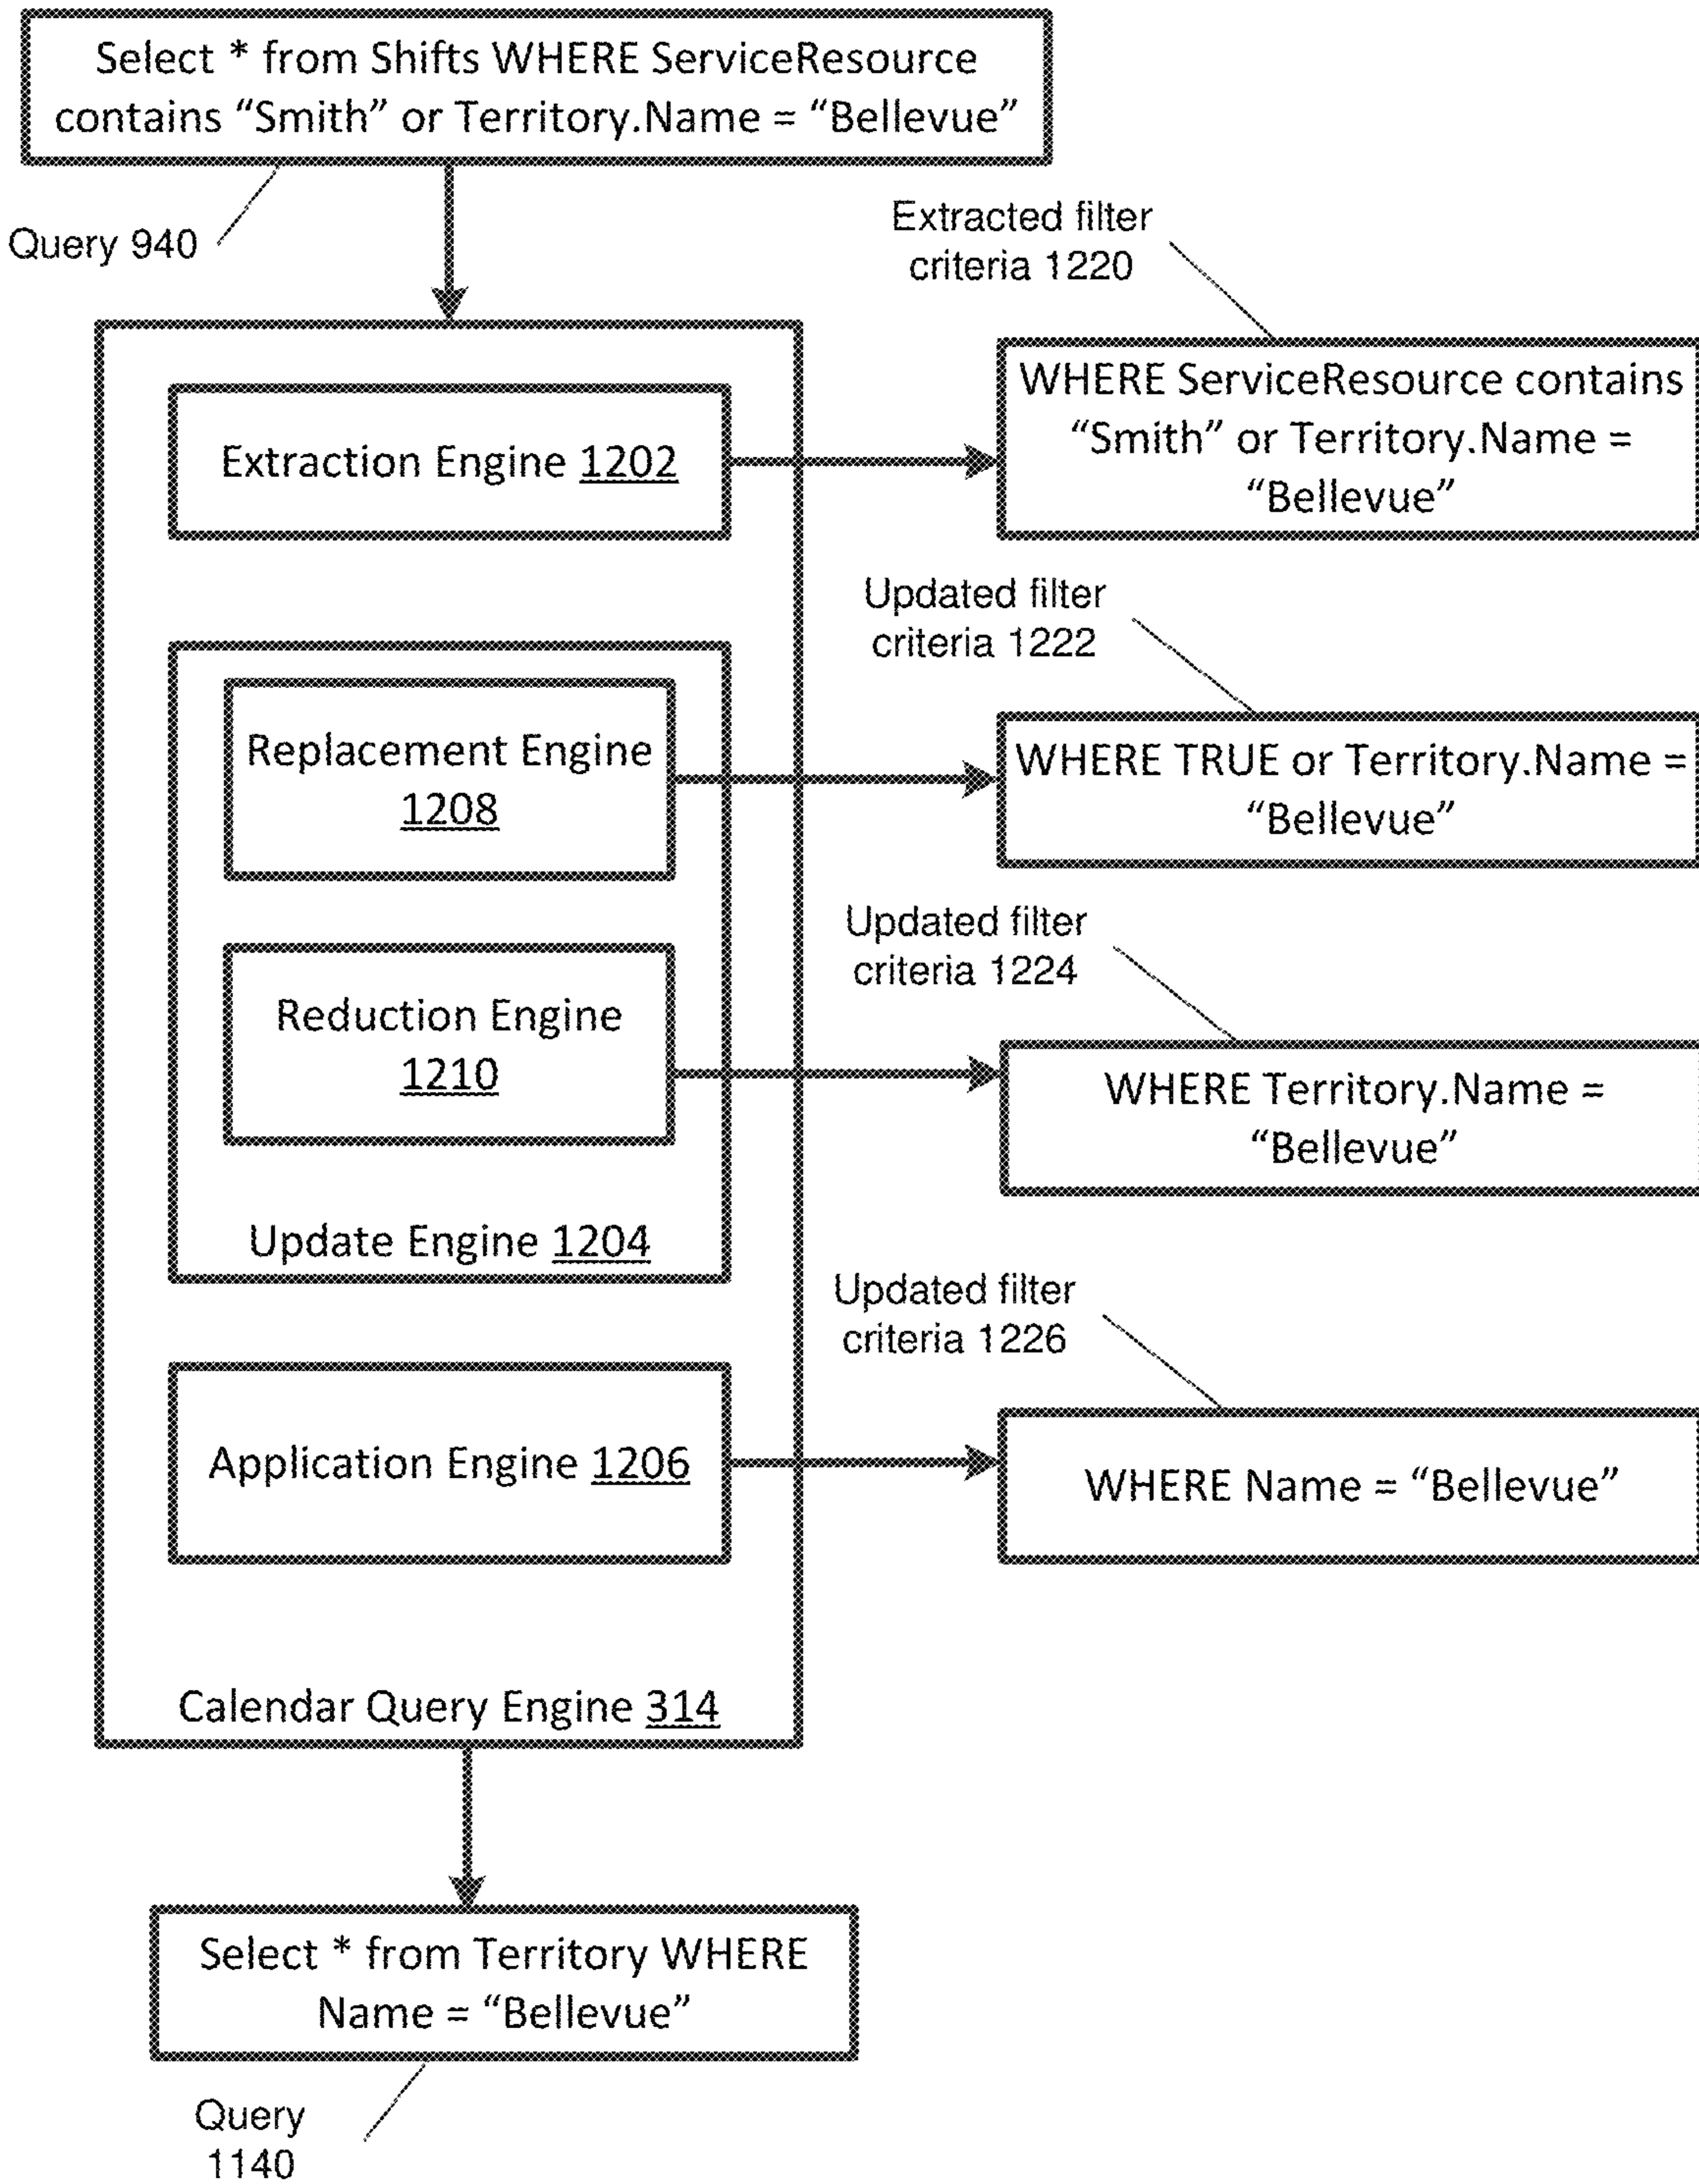 Select * from Shifts WHERE ServiceResource
contains “Smith” or Territory.Name = “Bellevue”
Query 940
Extracted filter
criteria 1220
Extraction Engine 1202
WHERE ServiceResource contains
“Smith” or Territory.Name =
“Bellevue”
Updated filter
criteria 1222
Replacement Engine
1208
WHERE TRUE or Territory.Name =
“Bellevue”
Updated filter
criteria 1224
Reduction Engine
1210
WHERE Territory.Name =
“Bellevue”
Update Engine 1204
Updated filter
criteria 1226
Application Engine 1206
WHERE Name = “Bellevue”
Calendar Query Engine 314
Select * from Territory WHERE
Name = “Bellevue”
Query
1140